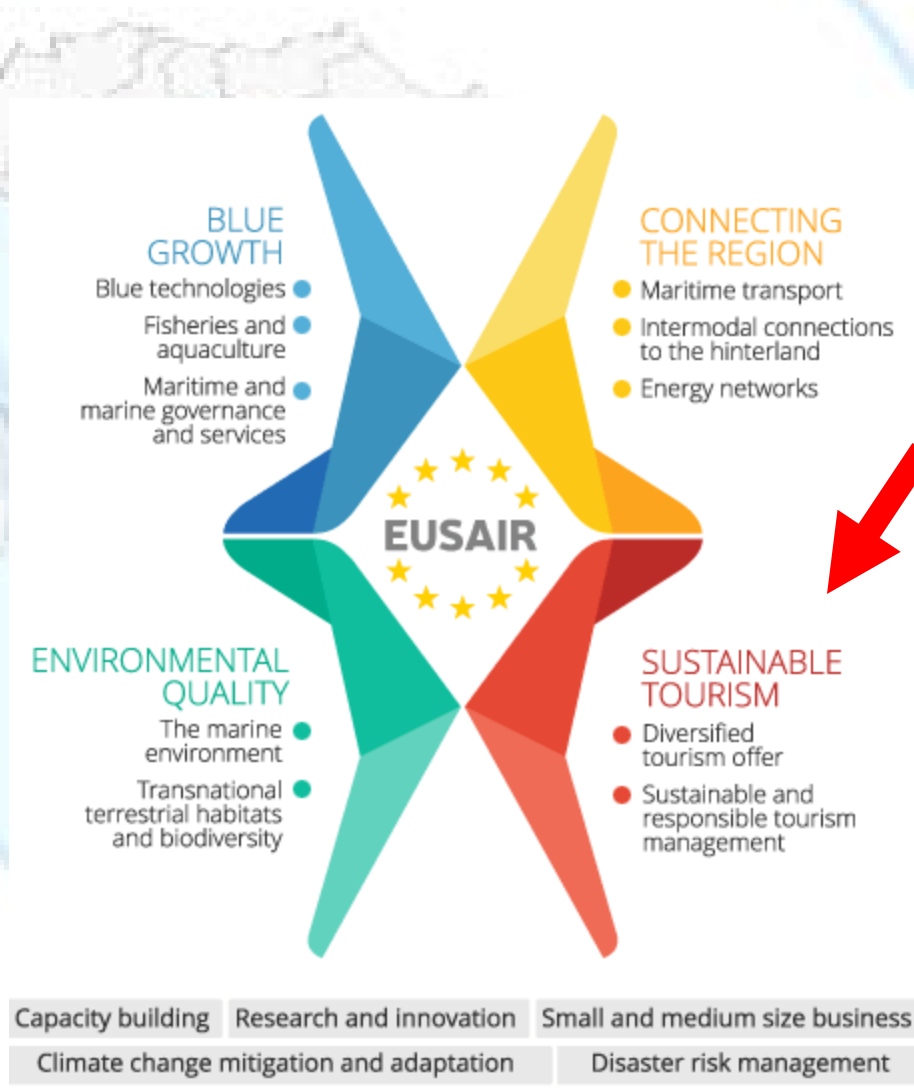 BLUE
GROWTH
Blue technologies
Fisheries and
aquaculture
Maritime and
marine governance
and services
CONNECTING
THE REGION
Maritime transport
Intermodal connections
to the hinterland
Energy networks
EUSAIR
ENVIRONMENTAL
QUALITY
The marine
environment
Transnational
terrestrial habitats
and biodiversity
SUSTAINABLE
TOURISM
Diversified
tourism offer
Sustainable and
responsible tourism
management
Capacity building Research and innovation Small and medium size business
Climate change mitigation and adaptation Disaster risk management